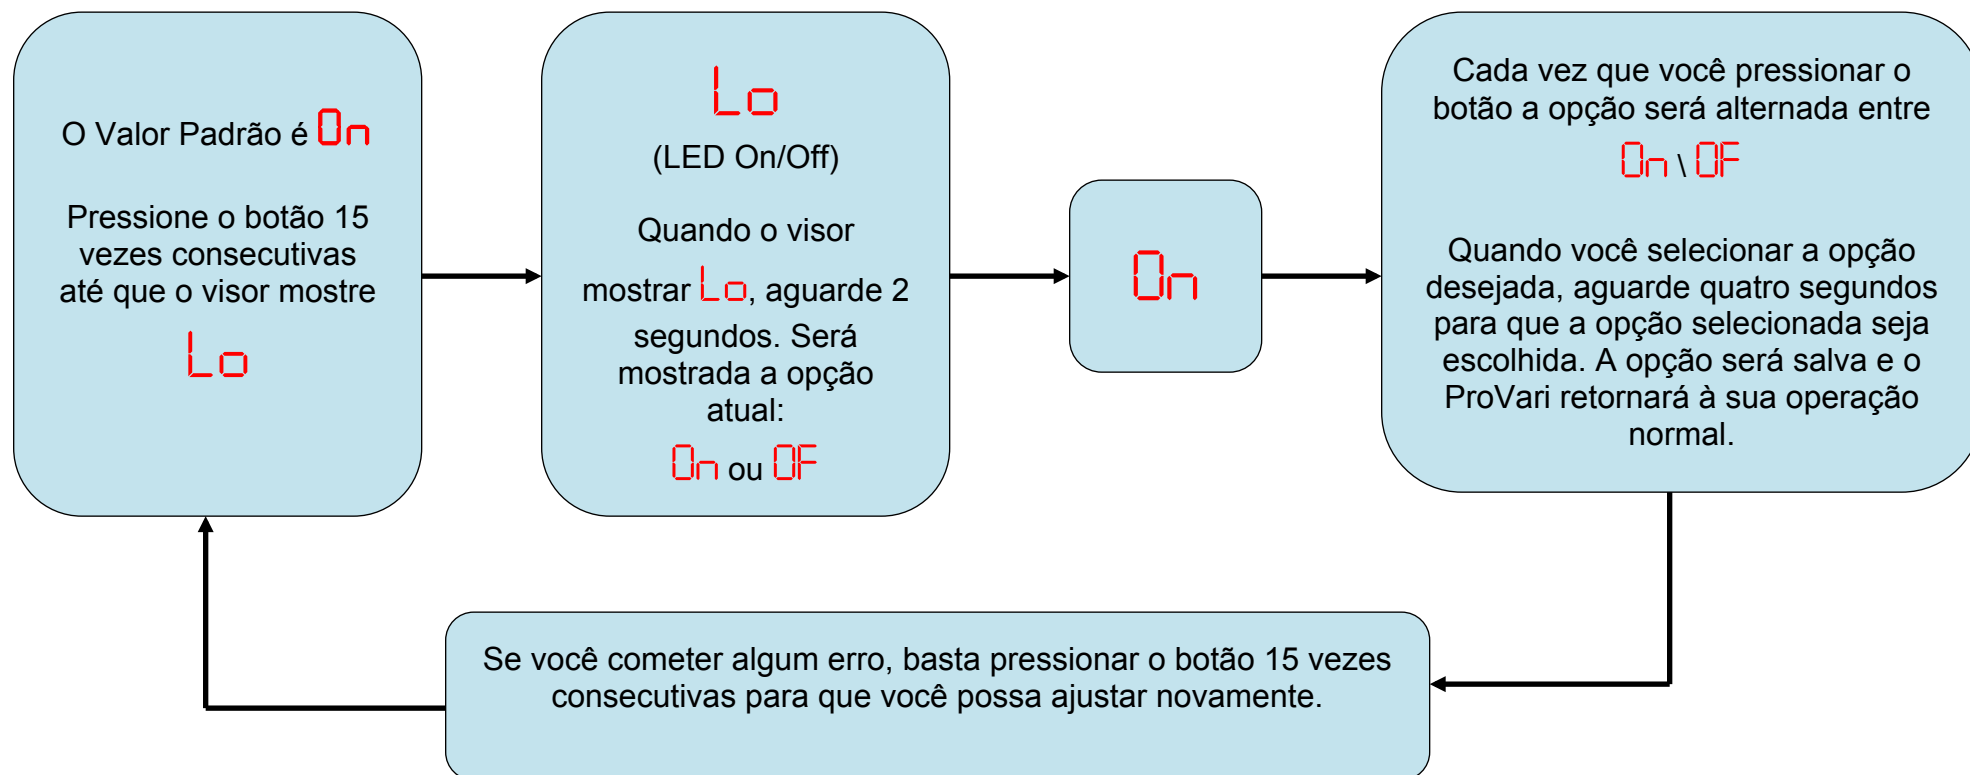 O Valor Padrão é On
Pressione o botão 15
vezes consecutivas
até que o visor mostre
Lo
Lo
(LED On/Off)
Quando o visor
mostrar Lo, aguarde 2
segundos. Será
mostrada a opção
atual:
On ou OF
On
Cada vez que você pressionar o
botão a opção será alternada entre
On \ OF
Quando você selecionar a opção
desejada, aguarde quatro segundos
para que a opção selecionada seja
escolhida. A opção será salva e o
ProVari retornará à sua operação
normal.
Se você cometer algum erro, basta pressionar o botão 15 vezes
consecutivas para que você possa ajustar novamente.